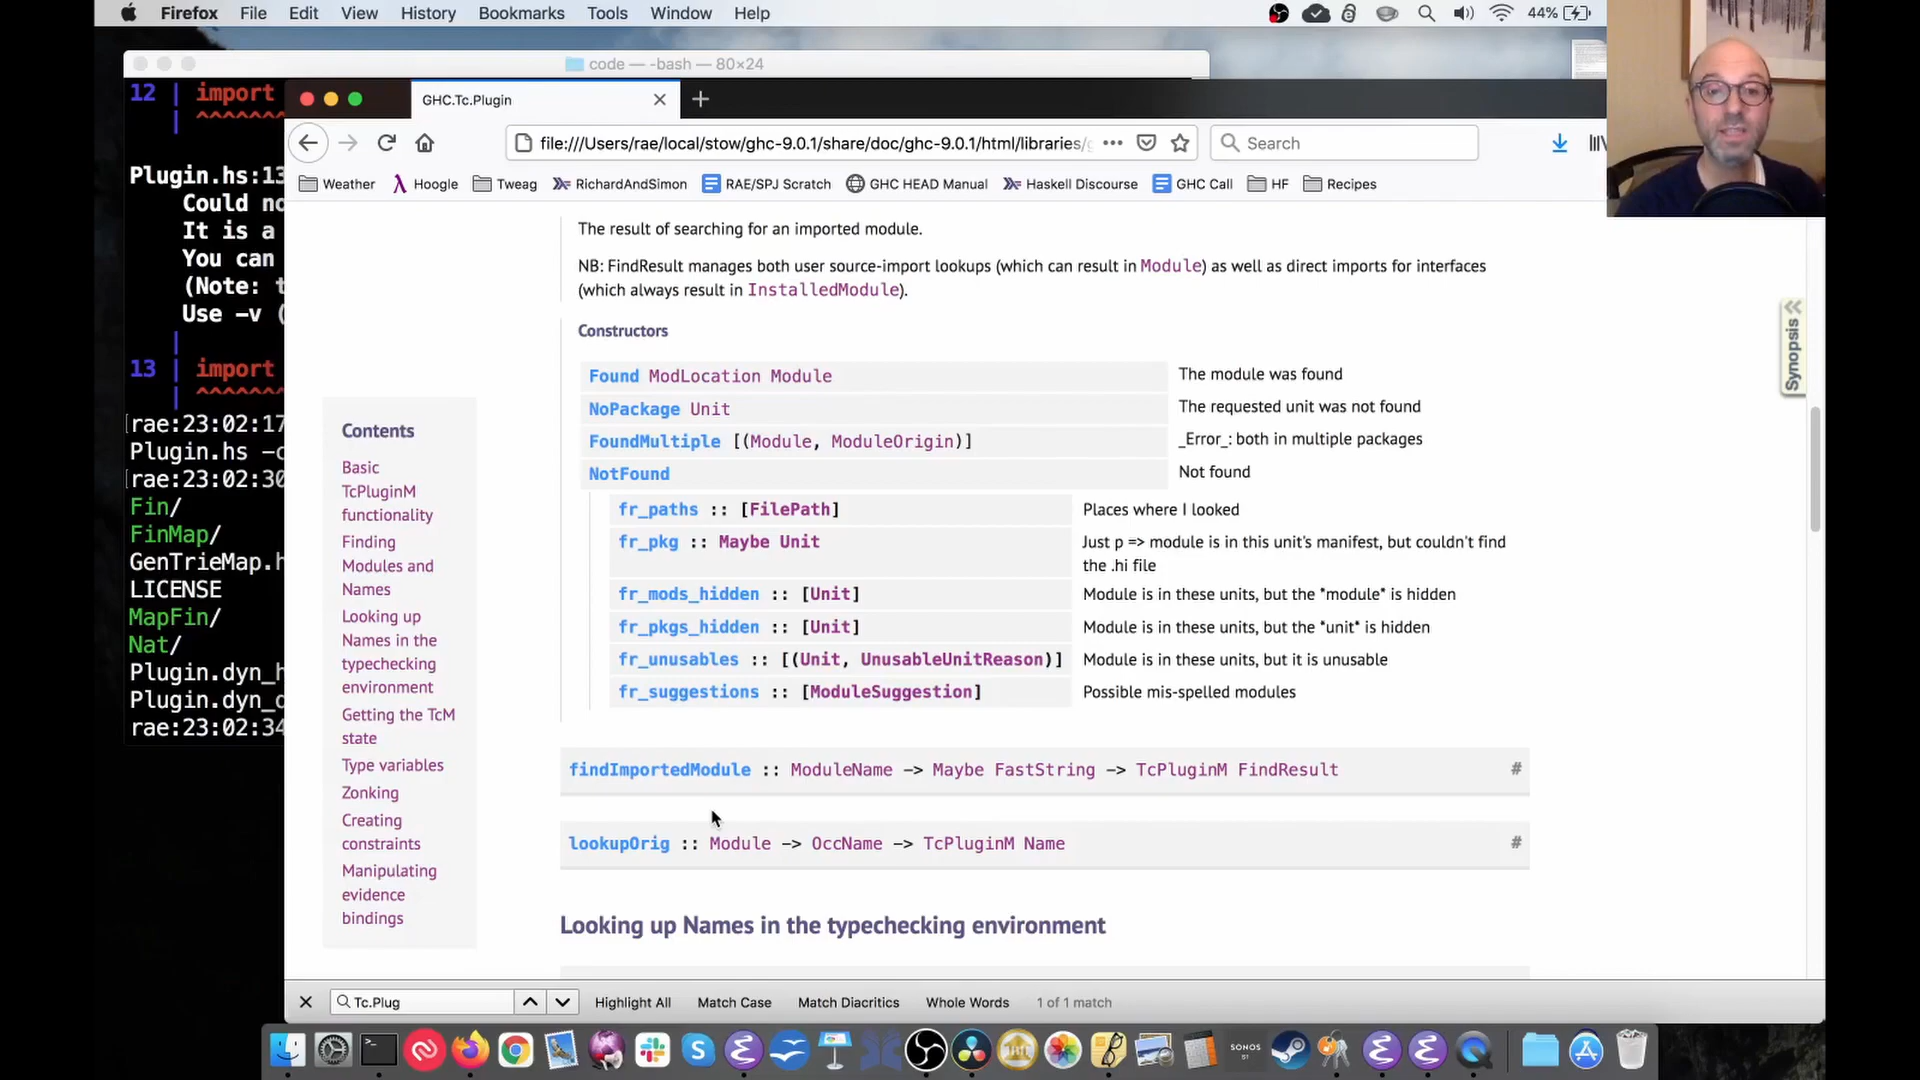 Firefox File Edit View History Bookmarks Tools Window Help 44%
code — -bash — 80×24
12 | import
^^^^^^^
|
Plugin.hs:13
Could no
It is a
You can
(Note: t
Use -v (
|
13 | import
| ^^^^^^^
[rae:23:02:17
Plugin.hs -c
[rae:23:02:30
Fin/
FinMap/
GenTrieMap.h
LICENSE
MapFin/
Nat/
Plugin.dyn_h
Plugin.dyn_o
rae:23:02:34
GHC.Tc.Plugin
file:///Users/rae/local/stow/ghc-9.0.1/share/doc/ghc-9.0.1/html/libraries/
Search
Weather Hoogle Tweag RichardAndSimon RAE/SPJ Scratch GHC HEAD Manual Haskell Discourse GHC Call HF Recipes
The result of searching for an imported module.
NB: FindResult manages both user source-import lookups (which can result in Module) as well as direct imports for interfaces
(which always result in InstalledModule).
Constructors
Found ModLocation Module The module was found
NoPackage Unit The requested unit was not found
FoundMultiple [(Module, ModuleOrigin)] _Error_: both in multiple packages
NotFound Not found
fr_paths :: [FilePath] Places where I looked
fr_pkg :: Maybe Unit Just p => module is in this unit's manifest, but couldn't find
the .hi file
fr_mods_hidden :: [Unit] Module is in these units, but the *module* is hidden
fr_pkgs_hidden :: [Unit] Module is in these units, but the *unit* is hidden
fr_unusables :: [(Unit, UnusableUnitReason)] Module is in these units, but it is unusable
fr_suggestions :: [ModuleSuggestion] Possible mis-spelled modules
findImportedModule :: ModuleName -> Maybe FastString -> TcPluginM FindResult #
lookupOrig :: Module -> OccName -> TcPluginM Name #
Looking up Names in the typechecking environment
Synopsis
Contents
Basic
TcPluginM
functionality
Finding
Modules and
Names
Looking up
Names in the
typechecking
environment
Getting the TcM
state
Type variables
Zonking
Creating
constraints
Manipulating
evidence
bindings
Tc.Plug Highlight All Match Case Match Diacritics Whole Words 1 of 1 match
SONOS
S1